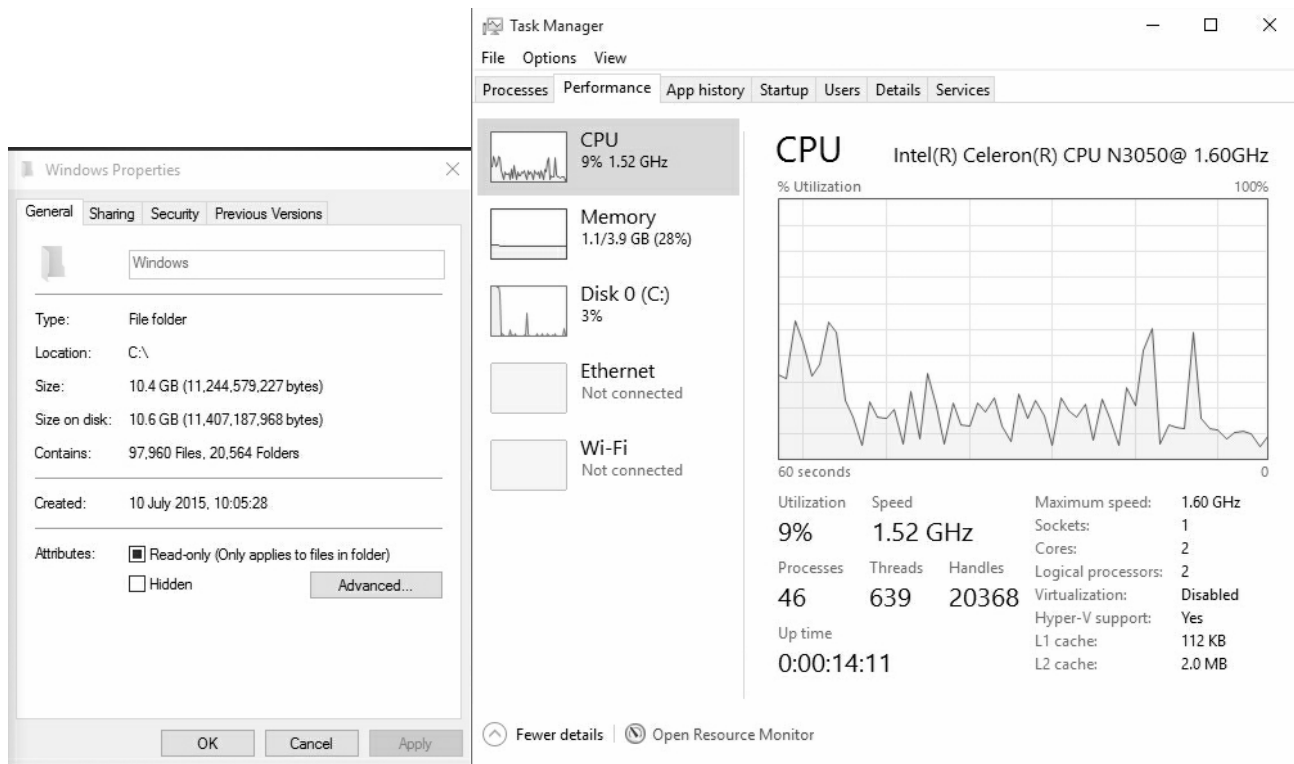 Windows Properties
General Sharing Security Previous Versions
Windows
Type: File folder
Location: C:\
Size: 10.4 GB (11,244,579,227 bytes)
Size on disk: 10.6 GB (11,407,187,968 bytes)
Contains: 97,960 Files, 20,564 Folders
Created: 10 July 2015, 10:05:28
Attributes: Read-only (Only applies to files in folder)
Hidden Advanced...
OK Cancel Apply
Task Manager
File Options View
Processes Performance App history Startup Users Details Services
CPU
9% 1.52 GHz
Memory
1.1/3.9 GB (28%)
Disk 0 (C:)
3%
Ethernet
Not connected
Wi-Fi
Not connected
CPU Intel(R) Celeron(R) CPU N3050@ 1.60GHz
% Utilization 100%
60 seconds 0
Utilization Speed
9% 1.52 GHz
Processes Threads Handles
46 639 20368
Up time
0:00:14:11
Maximum speed: 1.60 GHz
Sockets: 1
Cores: 2
Logical processors: 2
Virtualization: Disabled
Hyper-V support: Yes
L1 cache: 112 KB
L2 cache: 2.0 MB
Fewer details Open Resource Monitor